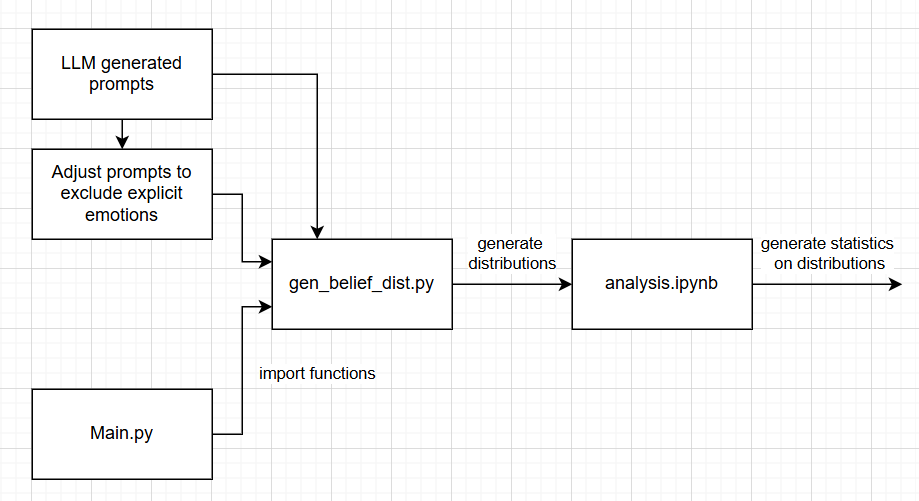 LLM generated
prompts
Adjust prompts to
exclude explicit
emotions
gen_belief_dist.py
generate
distributions
analysis.ipynb
generate statistics
on distributions
import functions
Main.py